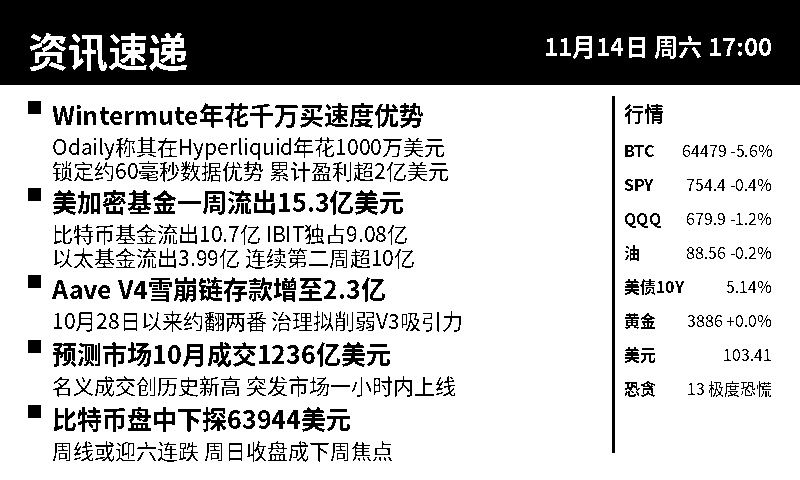 资讯速递
11月14日 周六 17:00
Wintermute年花千万买速度优势
Odaily称其在Hyperliquid年花1000万美元
锁定约60毫秒数据优势 累计盈利超2亿美元
美加密基金一周流出15.3亿美元
比特币基金流出10.7亿 IBIT独占9.08亿
以太基金流出3.99亿 连续第二周超10亿
Aave V4雪崩链存款增至2.3亿
10月28日以来约翻两番 治理拟削弱V3吸引力
预测市场10月成交1236亿美元
名义成交创历史新高 突发市场一小时内上线
比特币盘中下探63944美元
周线或迎六连跌 周日收盘成下周焦点
行情
BTC 64479 -5.6%
SPY 754.4 -0.4%
QQQ 679.9 -1.2%
油 88.56 -0.2%
美债10Y 5.14%
黄金 3886 +0.0%
美元 103.41
恐贪 13 极度恐慌